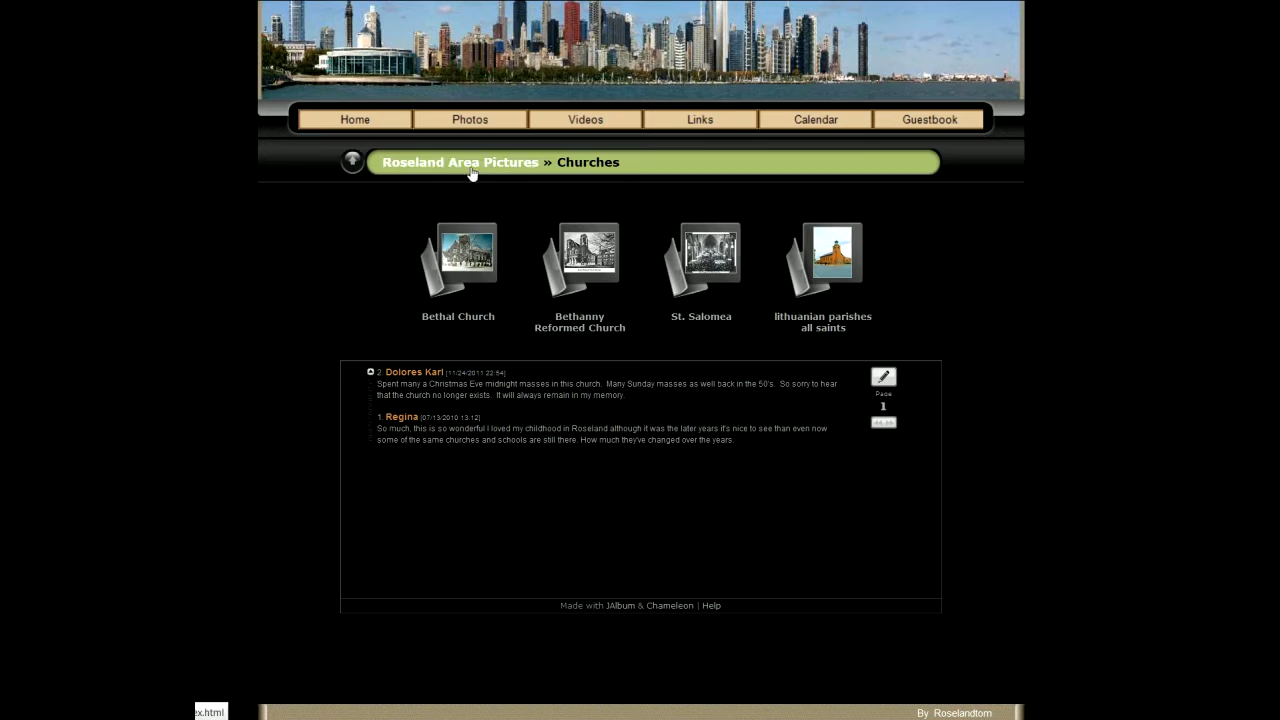 Home Photos Videos Links Calendar Guestbook
Roseland Area Pictures » Churches
Bethal Church
Bethanny
Reformed Church
St. Salomea
lithuanian parishes
all saints
2 Dolores Karl [11/24/2011 22:54]
Spent many a Christmas Eve midnight masses in this church. Many Sunday masses as well back in the 50's. So sorry to hear
that the church no longer exists. It will always remain in my memory.
1 Regina [07/13/2010 13:12]
So much, this is so wonderful I loved my childhood in Roseland although it was the later years it's nice to see than even now
some of the same churches and schools are still there. How much they've changed over the years.
Page
1
Made with JAlbum & Chameleon | Help
ex.html
By Roselandtom